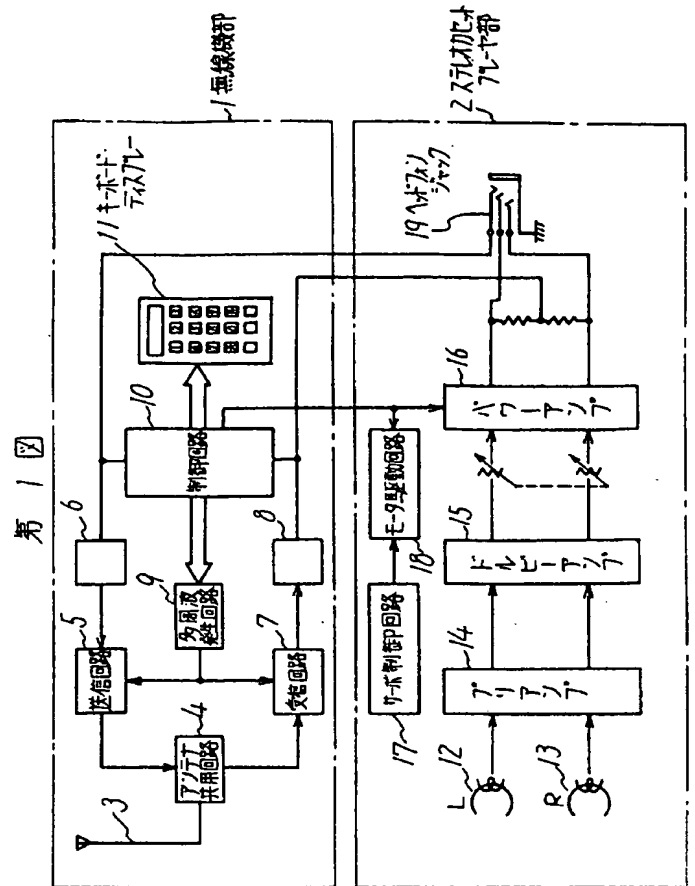 第1図
1 無線機部
11 キーボード・
ディスプレー
10
制御回路
6
8
5
送信回路
9
多周波
発生回路
7
受信回路
4
アンテナ
共用回路
3
2 ステレオカセット
プレーヤ部
19 ヘッドフォン
ジャック
16
パワーアンプ
18
モータ駆動回路
15
ドルビーアンプ
17
サーボ制御回路
14
プリアンプ
12
L
13
R